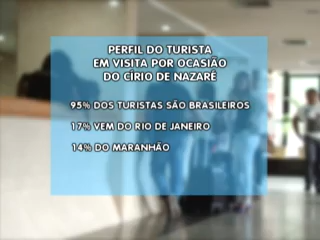 PERFIL DO TURISTA
EM VISITA POR OCASIÃO
DO CÍRIO DE NAZARÉ
95% DOS TURISTAS SÃO BRASILEIROS
17% VEM DO RIO DE JANEIRO
14% DO MARANHÃO